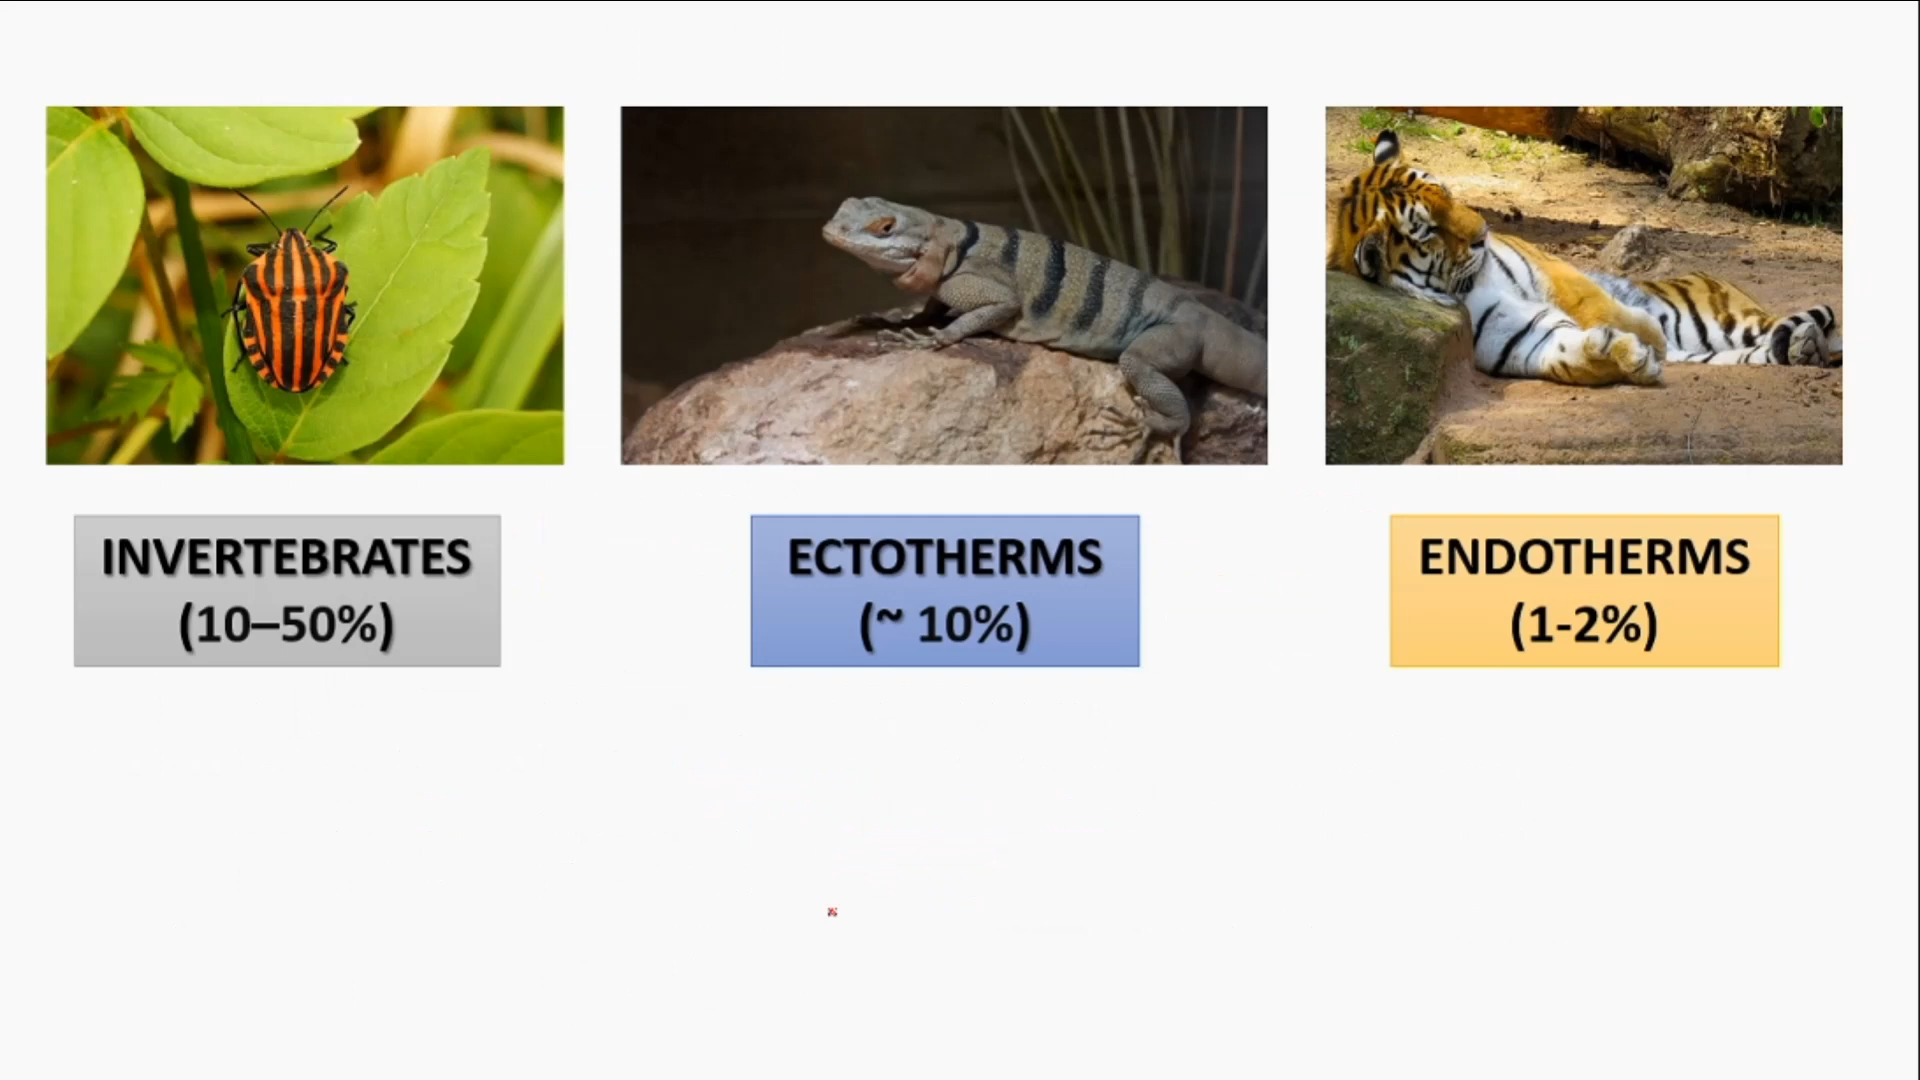 INVERTEBRATES
(10–50%)
ECTOTHERMS
(~ 10%)
ENDOTHERMS
(1-2%)